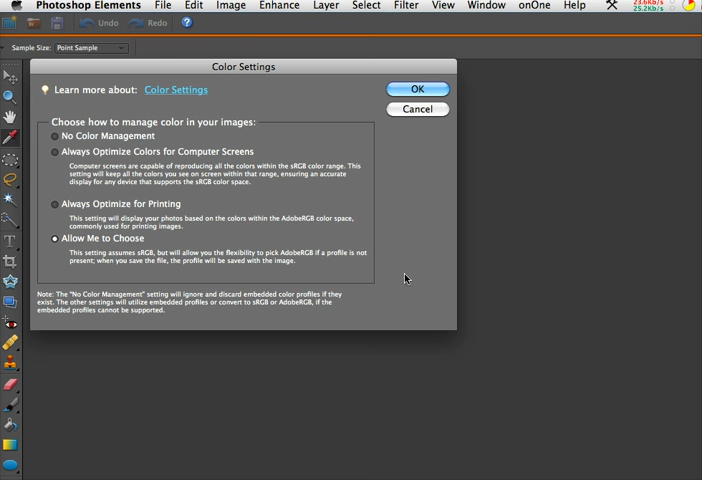 Photoshop Elements File Edit Image Enhance Layer Select Filter View Window onOne Help
23.6Kb/s
25.2Kb/s
Undo Redo ?
Sample Size: Point Sample
Color Settings
Learn more about: Color Settings
OK
Cancel
Choose how to manage color in your images:
No Color Management
Always Optimize Colors for Computer Screens
Computer screens are capable of reproducing all the colors within the sRGB color range. This
setting will keep all the colors you see on screen within that range, ensuring an accurate
display for any device that supports the sRGB color space.
Always Optimize for Printing
This setting will display your photos based on the colors within the AdobeRGB color space,
commonly used for printing images.
Allow Me to Choose
This setting assumes sRGB, but will allow you the flexibility to pick AdobeRGB if a profile is not
present; when you save the file, the profile will be saved with the image.
Note: The "No Color Management" setting will ignore and discard embedded color profiles if they
exist. The other settings will utilize embedded profiles or convert to sRGB or AdobeRGB, if the
embedded profiles cannot be supported.
T